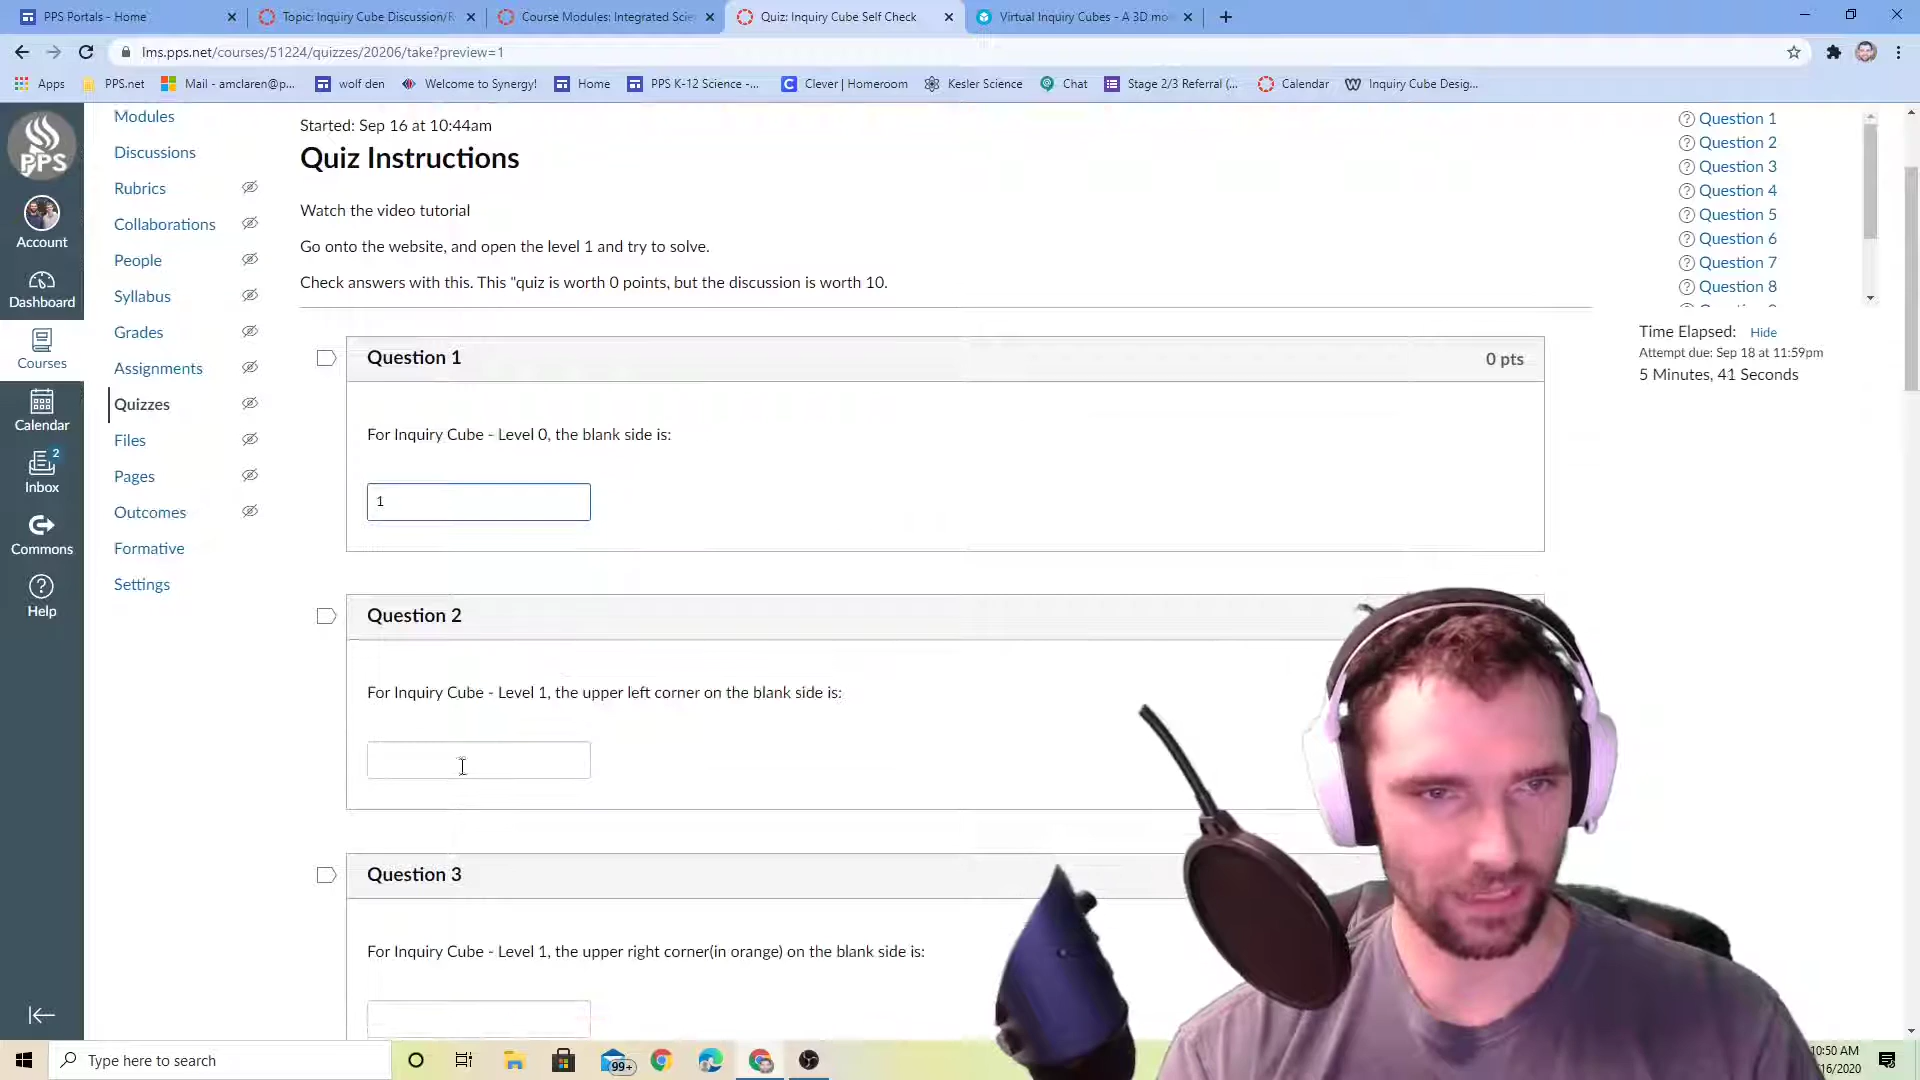 PPS Portals - Home
Topic: Inquiry Cube Discussion/R
Course Modules: Integrated Scie
Quiz: Inquiry Cube Self Check
Virtual Inquiry Cubes - A 3D mo
lms.pps.net/courses/51224/quizzes/20206/take?preview=1
Apps
PPS.net
Mail - amclaren@p...
wolf den
Welcome to Synergy!
Home
PPS K-12 Science -...
Clever | Homeroom
Kesler Science
Chat
Stage 2/3 Referral (...
Calendar
Inquiry Cube Desig...
PPS
Account
Dashboard
Courses
Calendar
2
Inbox
Commons
Help
Modules
Discussions
Rubrics
Collaborations
People
Syllabus
Grades
Assignments
Quizzes
Files
Pages
Outcomes
Formative
Settings
Started: Sep 16 at 10:44am
Quiz Instructions
Watch the video tutorial
Go onto the website, and open the level 1 and try to solve.
Check answers with this. This "quiz is worth 0 points, but the discussion is worth 10.
Question 1
0 pts
For Inquiry Cube - Level 0, the blank side is:
1
Question 2
For Inquiry Cube - Level 1, the upper left corner on the blank side is:
Question 3
For Inquiry Cube - Level 1, the upper right corner(in orange) on the blank side is:
Question 1
Question 2
Question 3
Question 4
Question 5
Question 6
Question 7
Question 8
Time Elapsed: Hide
Attempt due: Sep 18 at 11:59pm
5 Minutes, 41 Seconds
Type here to search
99+
10:50 AM
/16/2020